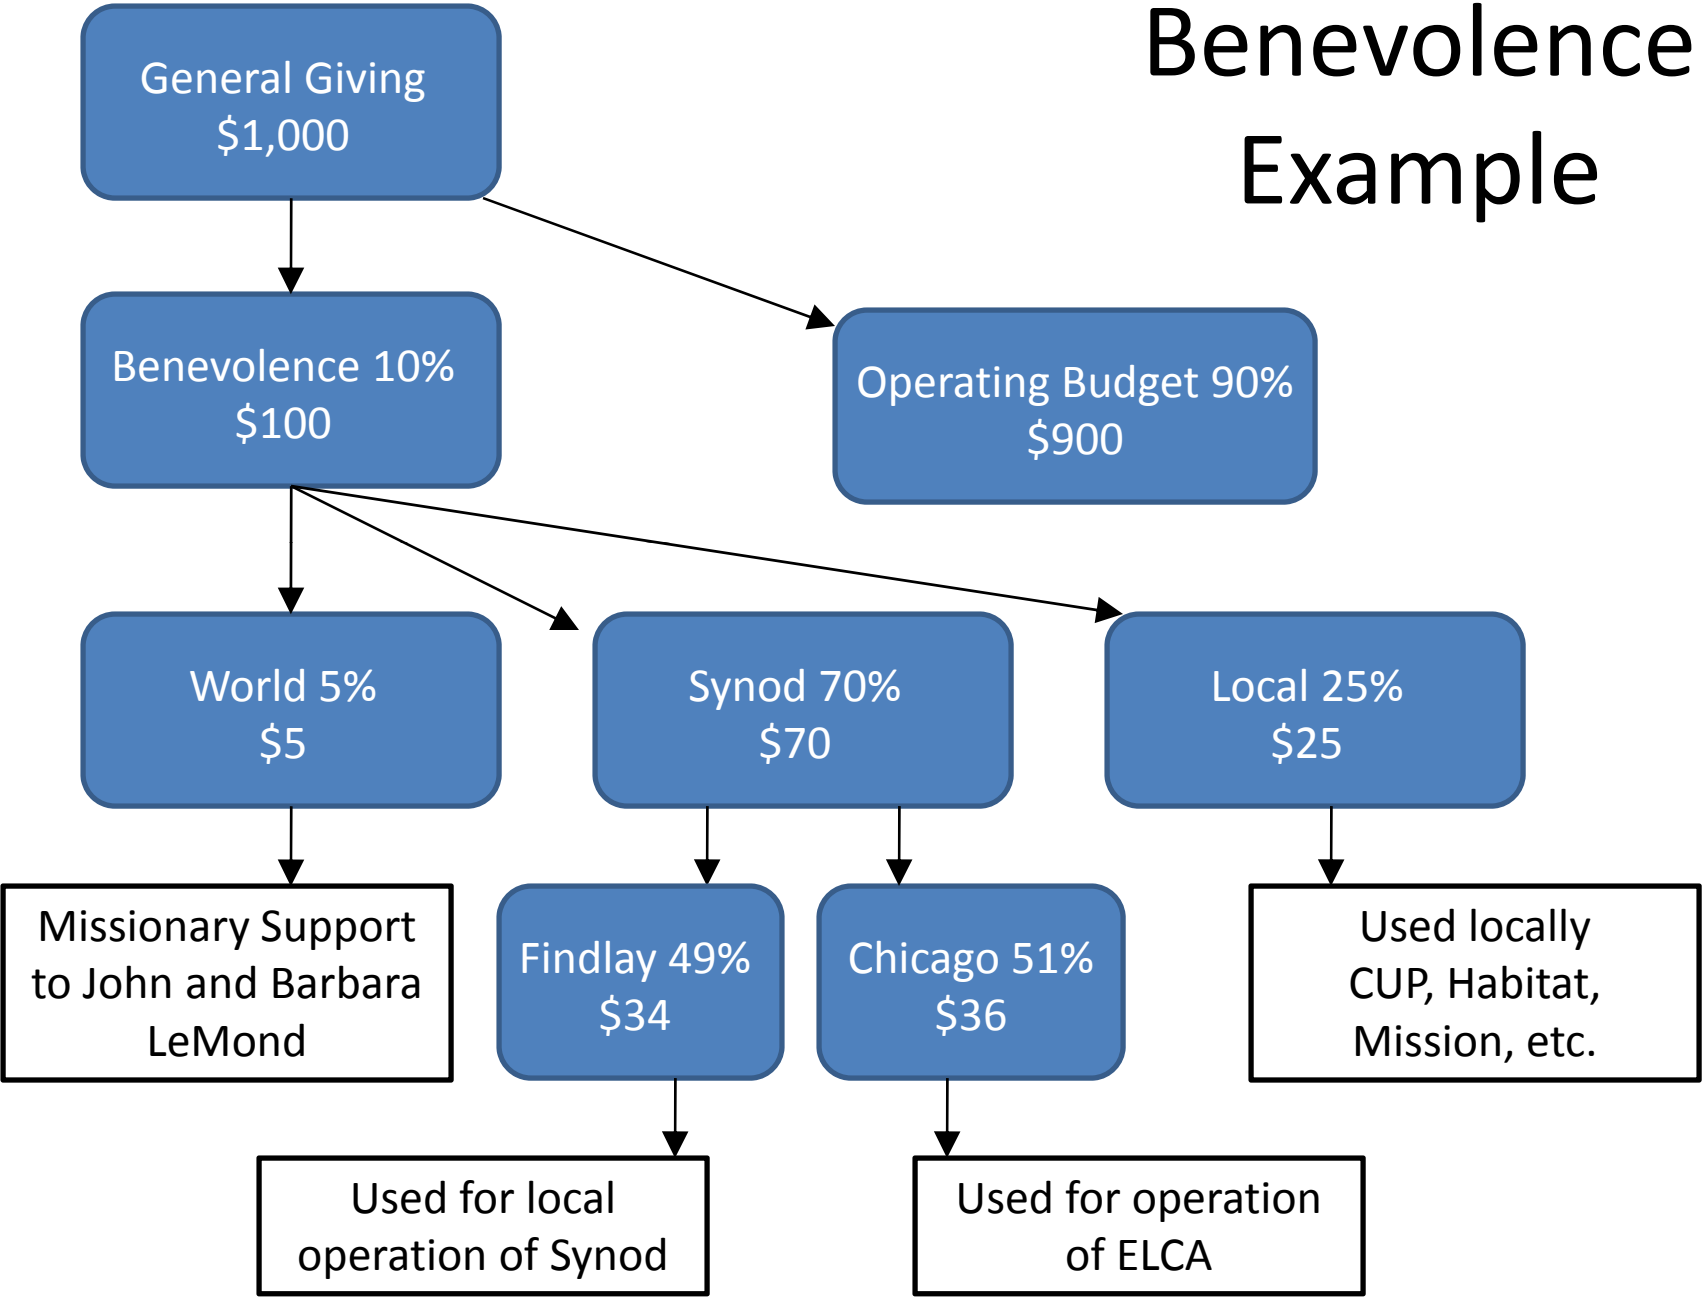 Benevolence
Example
General Giving
$1,000
Benevolence 10%
$100
Operating Budget 90%
$900
World 5%
$5
Synod 70%
$70
Local 25%
$25
Missionary Support
to John and Barbara
LeMond
Findlay 49%
$34
Chicago 51%
$36
Used locally
CUP, Habitat,
Mission, etc.
Used for local
operation of Synod
Used for operation
of ELCA